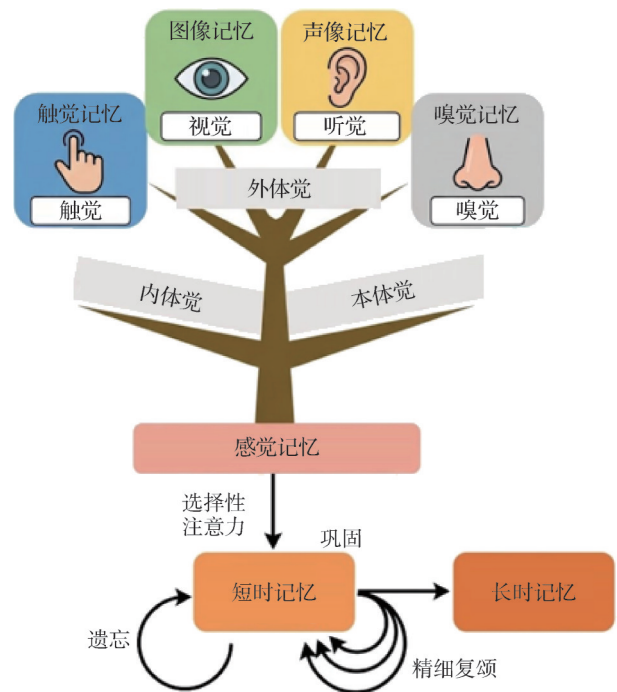 图像记忆
视觉
声像记忆
听觉
触觉记忆
触觉
嗅觉记忆
嗅觉
外体觉
内体觉
本体觉
感觉记忆
选择性
注意力
巩固
短时记忆
长时记忆
遗忘
精细复颂